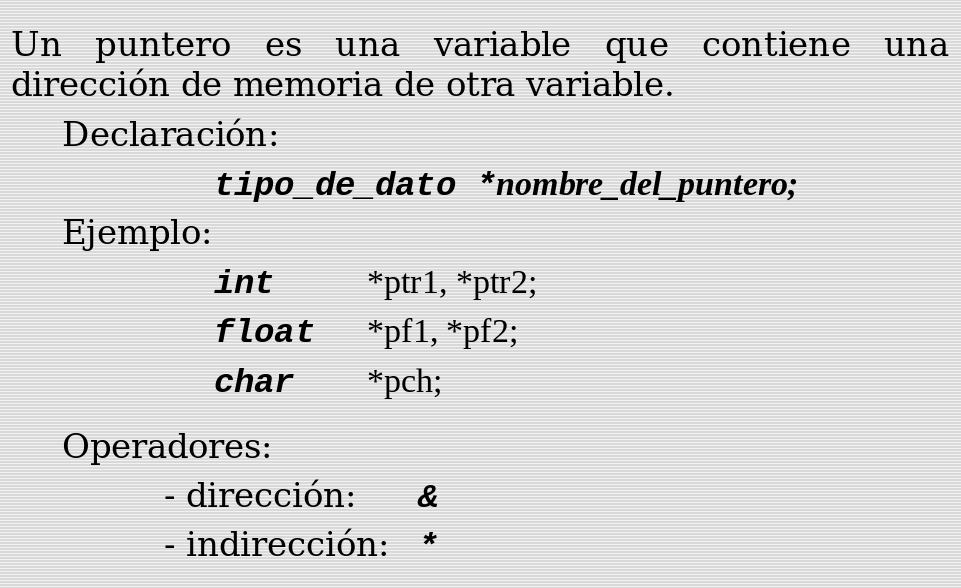 Un puntero es una variable que contiene una
dirección de memoria de otra variable.
Declaración:
tipo_de_dato *nombre_del_puntero;
Ejemplo:
int *ptr1, *ptr2;
float *pf1, *pf2;
char *pch;
Operadores:
- dirección: &
- indirección: *